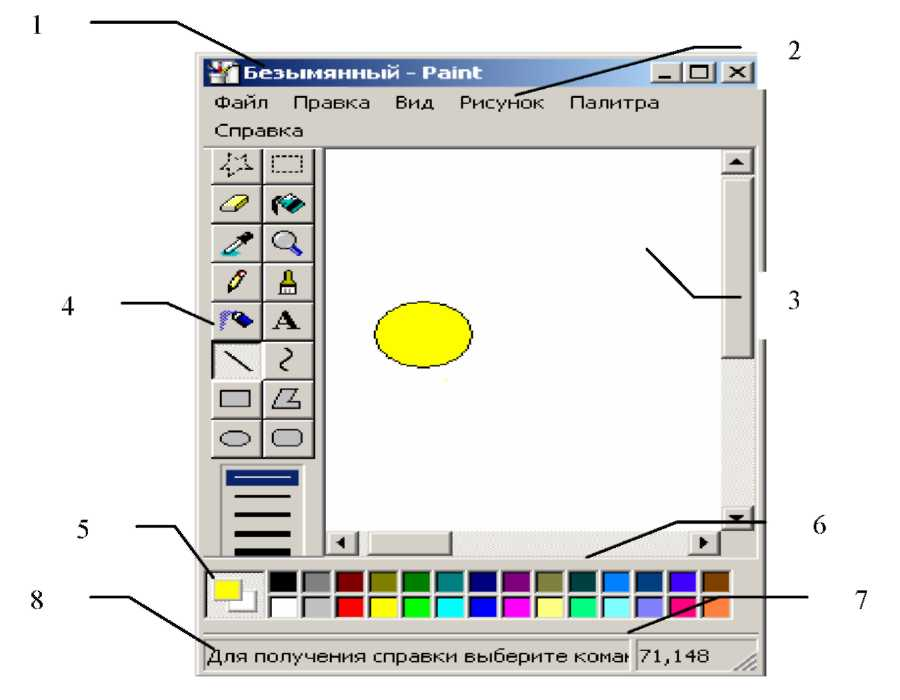 1
2
Безымянный - Paint
Файл Правка Вид Рисунок Палитра
Справка
3
4
A
5
6
7
8
Для получения справки выберите кома
71,148